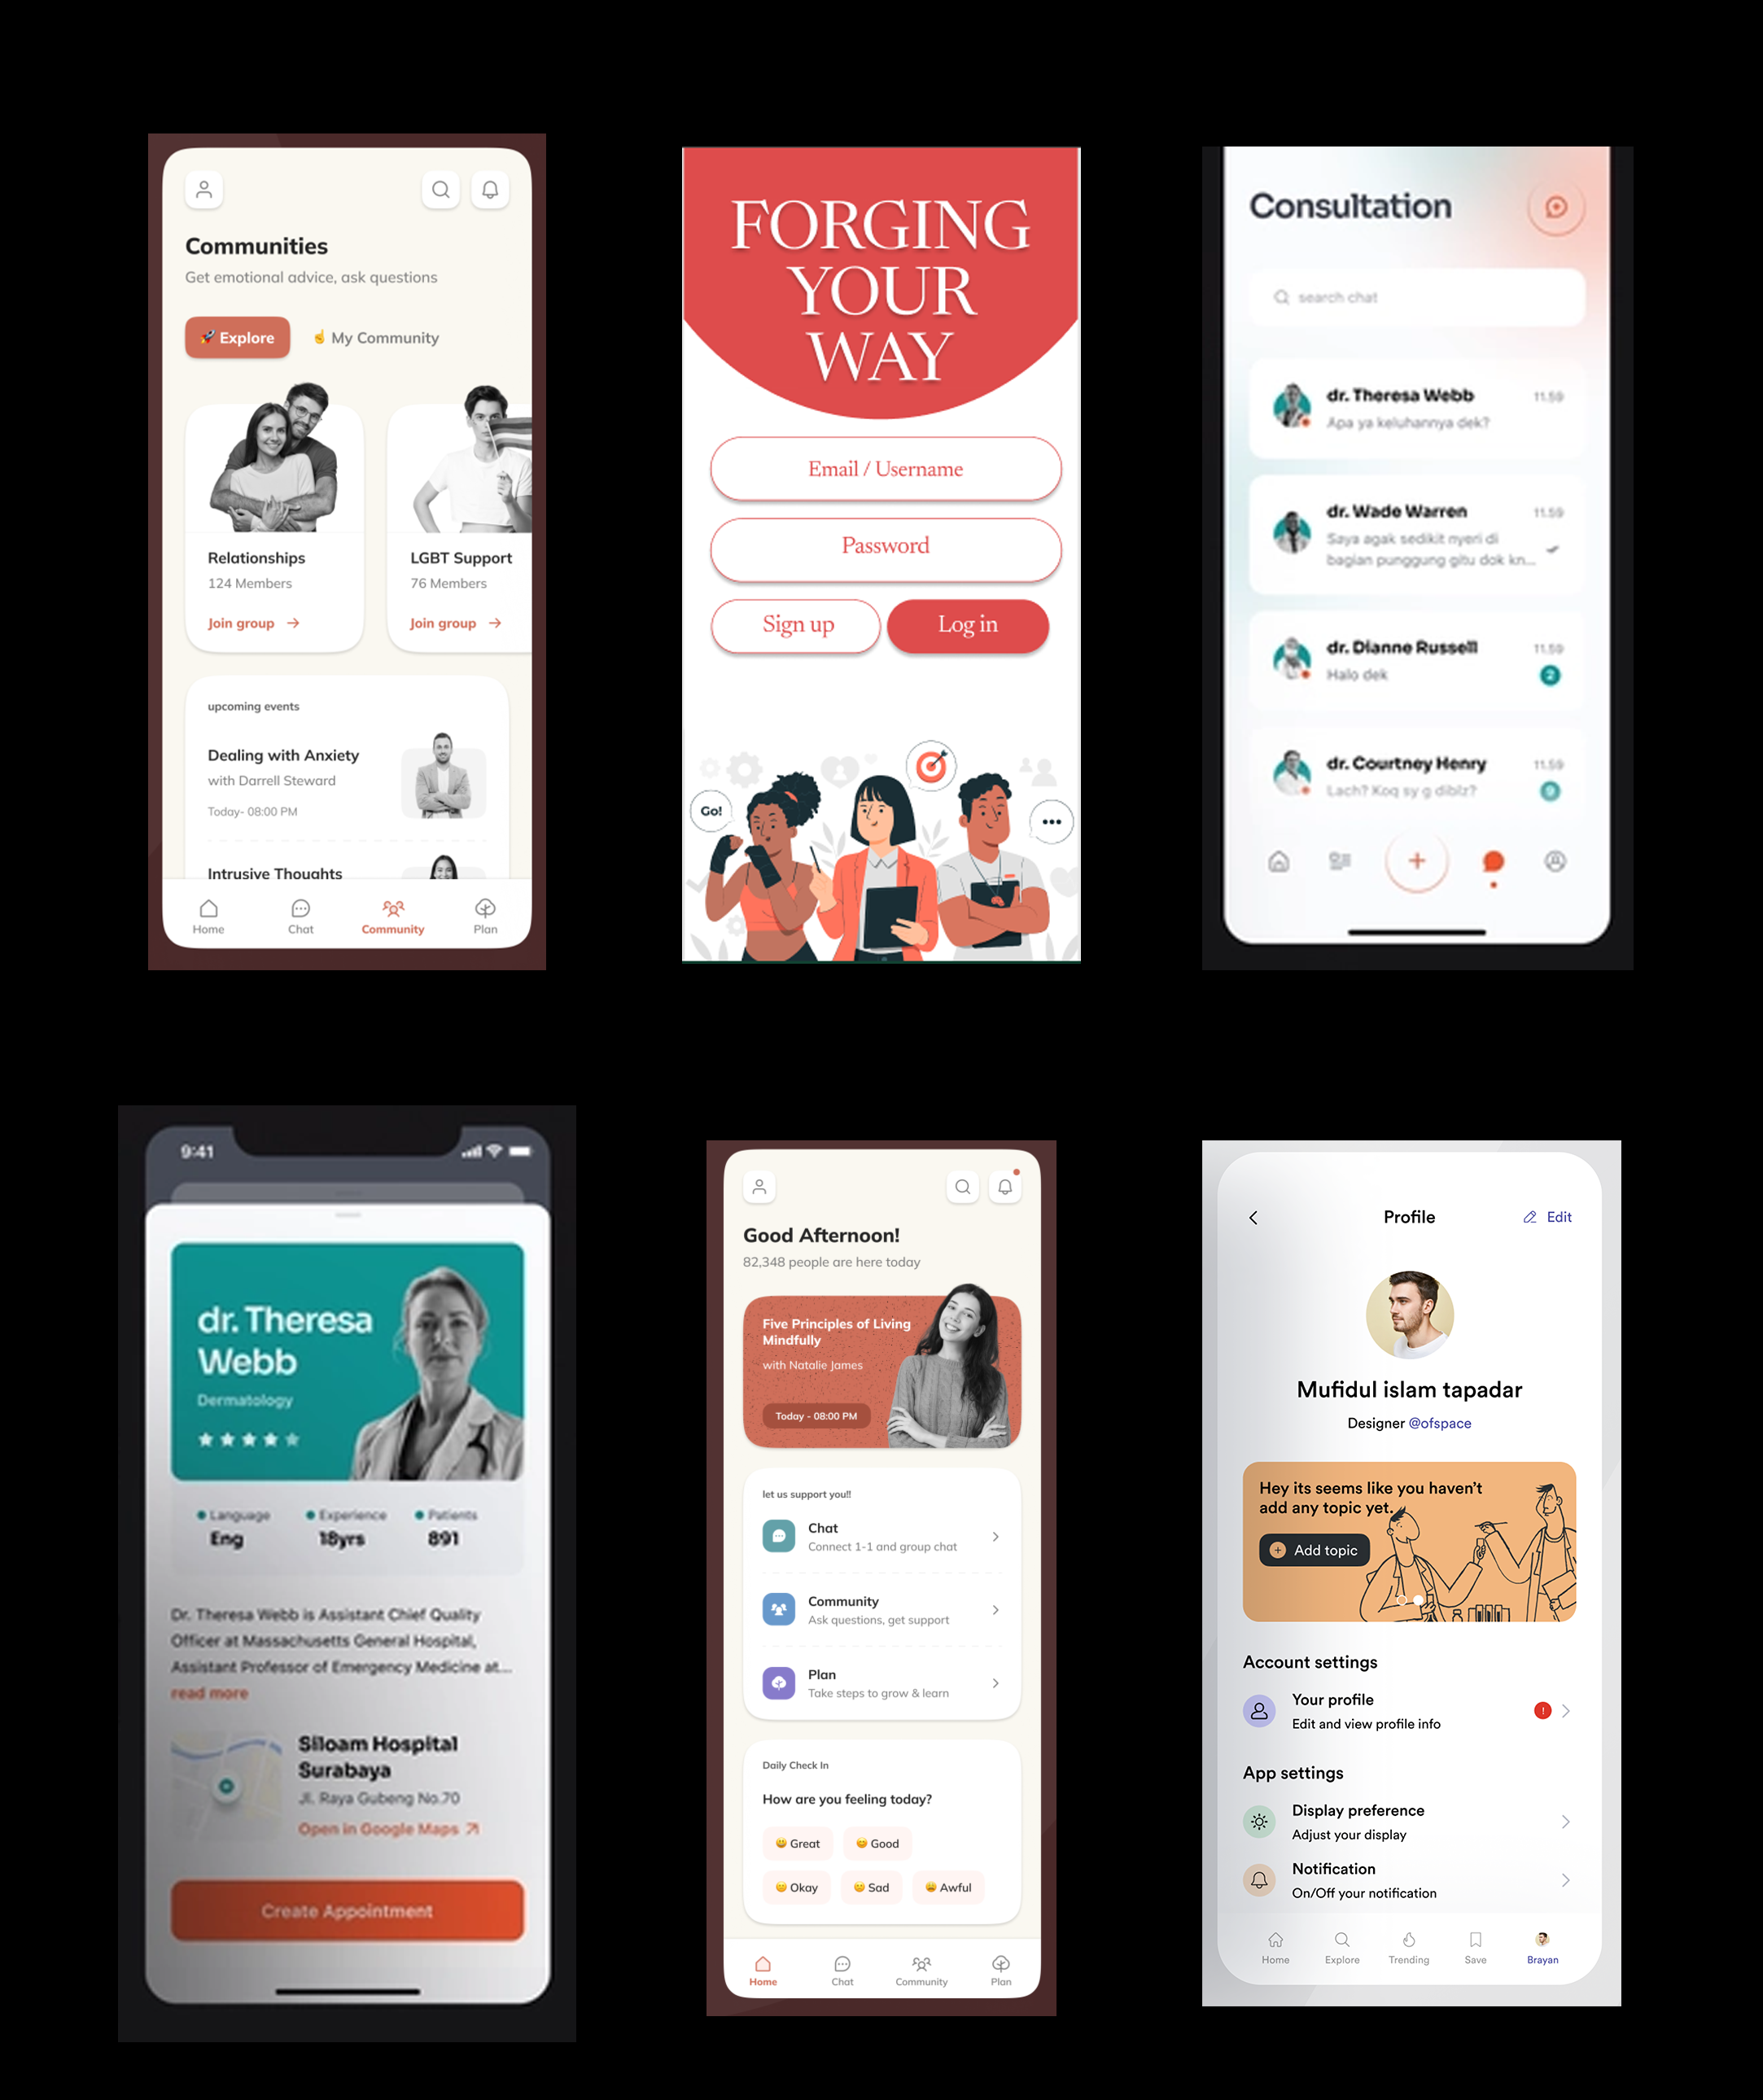 Communities
Get emotional advice, ask questions
🚀 Explore
☝ My Community
Relationships
124 Members
Join group →
LGBT Support
76 Members
Join group →
upcoming events
Dealing with Anxiety
with Darrell Steward
Today- 08:00 PM
Intrusive Thoughts
Home
Chat
Community
Plan
FORGING
YOUR
WAY
Email / Username
Password
Sign up
Log in
Go!
Consultation
search chat
dr. Theresa Webb
11.59
Apa ya keluhannya dek?
dr. Wade Warren
11.59
Saya agak sedikit nyeri di
bagian punggung gitu dok kn...
dr. Dianne Russell
11.59
Halo dek
2
dr. Courtney Henry
11.59
Lach? Koq sy g diblz?
9:41
dr. Theresa
Webb
Dermatology
Language
Experience
Patients
Eng
18yrs
891
Dr. Theresa Webb is Assistant Chief Quality
Officer at Massachusetts General Hospital,
Assistant Professor of Emergency Medicine at...
read more
Siloam Hospital
Surabaya
Jl. Raya Gubeng No.70
Open in Google Maps ↗
Create Appointment
Good Afternoon!
82,348 people are here today
Five Principles of Living
Mindfully
with Natalie James
Today - 08:00 PM
let us support you!!
Chat
Connect 1-1 and group chat
Community
Ask questions, get support
Plan
Take steps to grow & learn
Daily Check In
How are you feeling today?
Great
Good
Okay
Sad
Awful
Home
Chat
Community
Plan
Profile
Edit
Mufidul islam tapadar
Designer @ofspace
Hey its seems like you haven't
add any topic yet.
Add topic
Account settings
Your profile
Edit and view profile info
App settings
Display preference
Adjust your display
Notification
On/Off your notification
Home
Explore
Trending
Save
Brayan